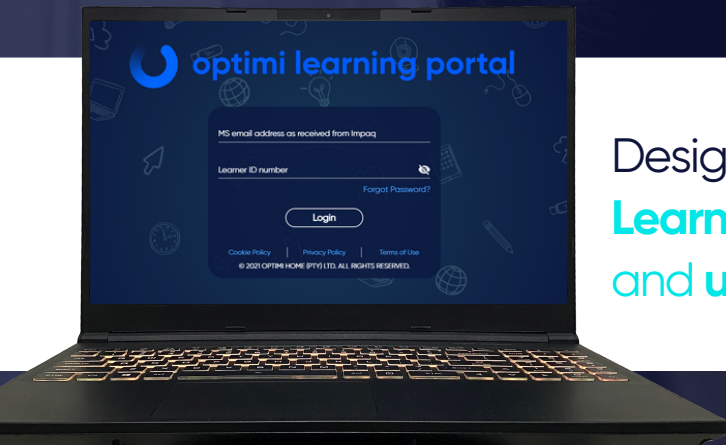 optimi learning portal
MS email address as received from Impaq
Learner ID number
Forgot Password?
Login
Cookie Policy | Privacy Policy | Terms of Use
© 2021 OPTIMI HOME (PTY) LTD. ALL RIGHTS RESERVED.
Desig
Learn
and u